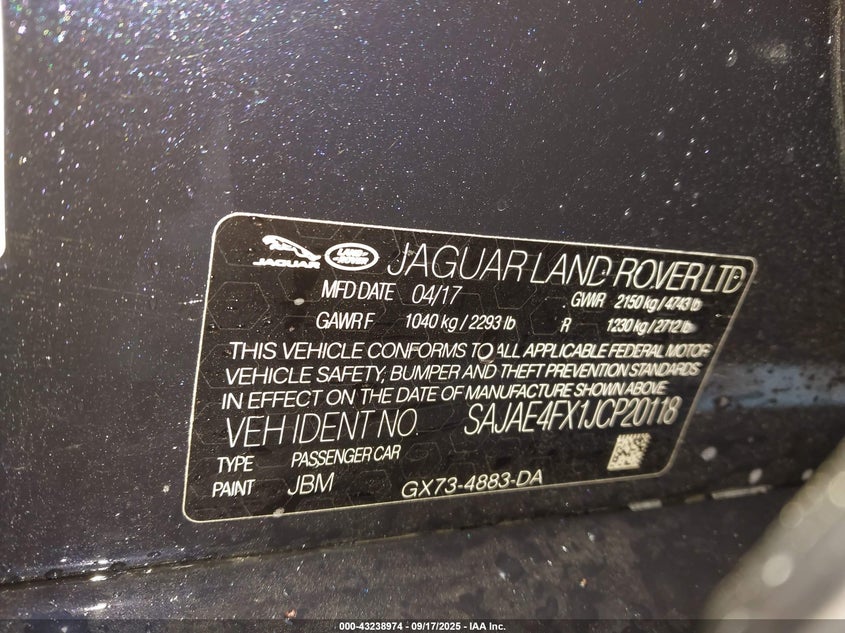 JAGUAR LAND ROVER JAGUAR LAND ROVER LTD
MFD DATE 04/17 GVWR 2150 kg / 4743 lb
GAWR F 1040 kg / 2293 lb R 1230 kg / 2712 lb
THIS VEHICLE CONFORMS TO ALL APPLICABLE FEDERAL MOTOR
VEHICLE SAFETY, BUMPER AND THEFT PREVENTION STANDARDS
IN EFFECT ON THE DATE OF MANUFACTURE SHOWN ABOVE
VEH IDENT NO. SAJAE4FX1JCP20118
TYPE PASSENGER CAR
PAINT JBM GX73-4883-DA
000-43238974 / 09/17/2025 - IAA Inc.